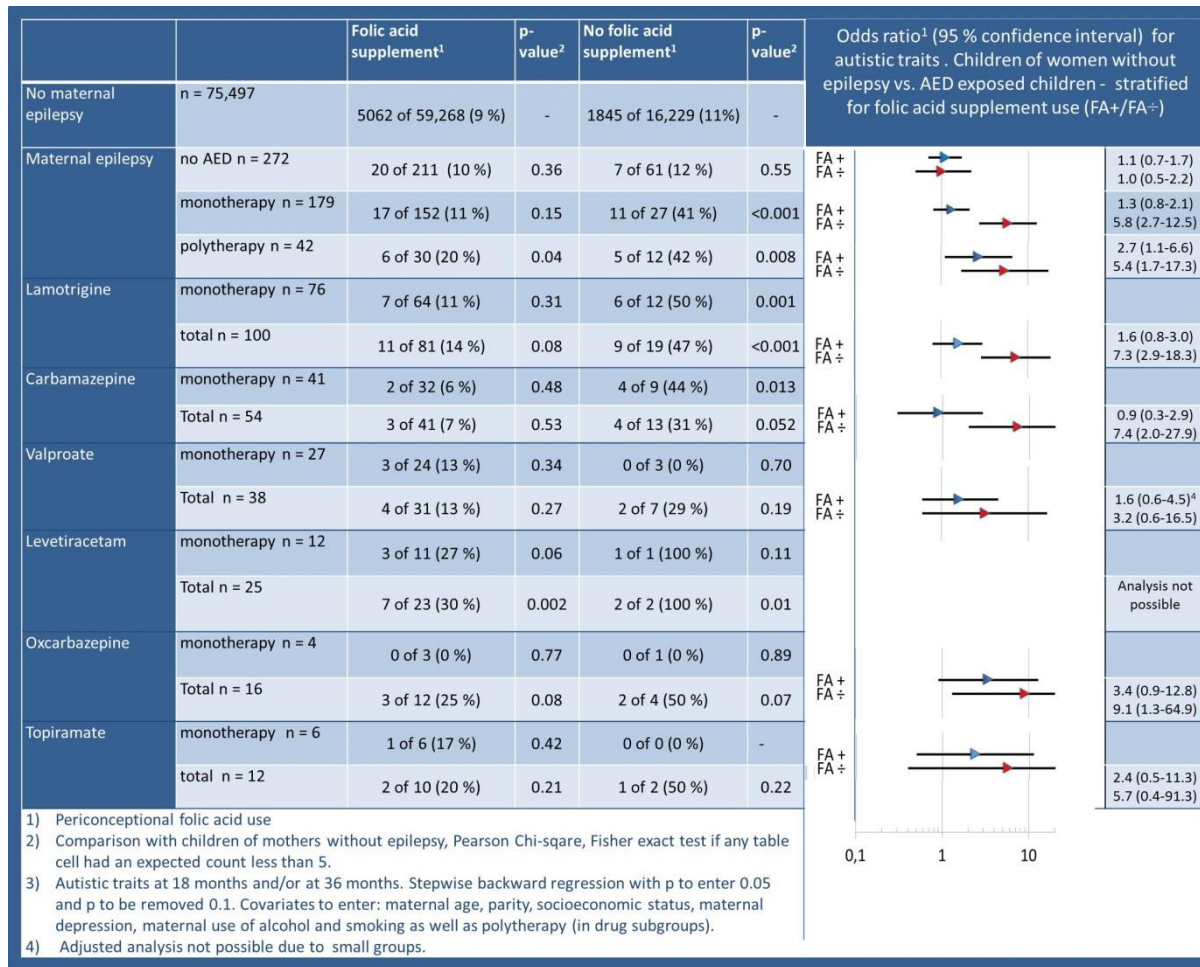 Folic acid supplement¹ p-value² No folic acid supplement¹ p-value²
Odds ratio¹ (95 % confidence interval) for
autistic traits . Children of women without
epilepsy vs. AED exposed children - stratified
for folic acid supplement use (FA+/FA÷)
No maternal epilepsy n = 75,497 5062 of 59,268 (9 %) - 1845 of 16,229 (11%) -
Maternal epilepsy no AED n = 272 20 of 211 (10 %) 0.36 7 of 61 (12 %) 0.55
FA + 1.1 (0.7-1.7)
FA ÷ 1.0 (0.5-2.2)
monotherapy n = 179 17 of 152 (11 %) 0.15 11 of 27 (41 %) <0.001
FA + 1.3 (0.8-2.1)
FA ÷ 5.8 (2.7-12.5)
polytherapy n = 42 6 of 30 (20 %) 0.04 5 of 12 (42 %) 0.008
FA + 2.7 (1.1-6.6)
FA ÷ 5.4 (1.7-17.3)
Lamotrigine monotherapy n = 76 7 of 64 (11 %) 0.31 6 of 12 (50 %) 0.001
total n = 100 11 of 81 (14 %) 0.08 9 of 19 (47 %) <0.001
FA + 1.6 (0.8-3.0)
FA ÷ 7.3 (2.9-18.3)
Carbamazepine monotherapy n = 41 2 of 32 (6 %) 0.48 4 of 9 (44 %) 0.013
Total n = 54 3 of 41 (7 %) 0.53 4 of 13 (31 %) 0.052
FA + 0.9 (0.3-2.9)
FA ÷ 7.4 (2.0-27.9)
Valproate monotherapy n = 27 3 of 24 (13 %) 0.34 0 of 3 (0 %) 0.70
Total n = 38 4 of 31 (13 %) 0.27 2 of 7 (29 %) 0.19
FA + 1.6 (0.6-4.5)⁴
FA ÷ 3.2 (0.6-16.5)
Levetiracetam monotherapy n = 12 3 of 11 (27 %) 0.06 1 of 1 (100 %) 0.11
Total n = 25 7 of 23 (30 %) 0.002 2 of 2 (100 %) 0.01
Analysis not
possible
Oxcarbazepine monotherapy n = 4 0 of 3 (0 %) 0.77 0 of 1 (0 %) 0.89
Total n = 16 3 of 12 (25 %) 0.08 2 of 4 (50 %) 0.07
FA + 3.4 (0.9-12.8)
FA ÷ 9.1 (1.3-64.9)
Topiramate monotherapy n = 6 1 of 6 (17 %) 0.42 0 of 0 (0 %) -
total n = 12 2 of 10 (20 %) 0.21 1 of 2 (50 %) 0.22
FA + 2.4 (0.5-11.3)
FA ÷ 5.7 (0.4-91.3)
0,1 1 10
1) Periconceptional folic acid use
2) Comparison with children of mothers without epilepsy, Pearson Chi-sqare, Fisher exact test if any table
cell had an expected count less than 5.
3) Autistic traits at 18 months and/or at 36 months. Stepwise backward regression with p to enter 0.05
and p to be removed 0.1. Covariates to enter: maternal age, parity, socioeconomic status, maternal
depression, maternal use of alcohol and smoking as well as polytherapy (in drug subgroups).
4) Adjusted analysis not possible due to small groups.